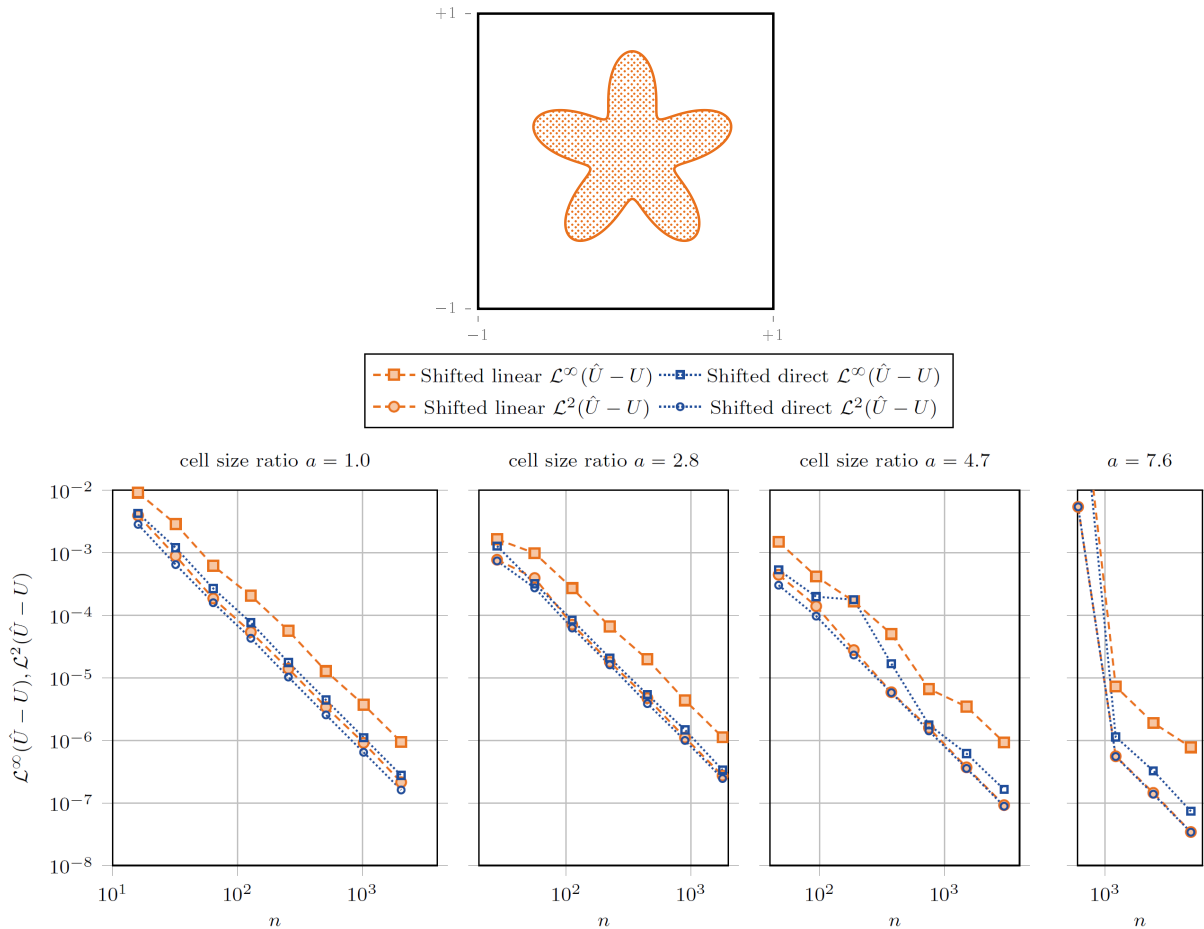 +1
−1
−1 +1
Shifted linear ℒ^∞(Û − U) Shifted direct ℒ^∞(Û − U)
Shifted linear ℒ²(Û − U) Shifted direct ℒ²(Û − U)
cell size ratio a = 1.0 cell size ratio a = 2.8 cell size ratio a = 4.7 a = 7.6
ℒ^∞(Û − U), ℒ²(Û − U)
10⁻²
10⁻³
10⁻⁴
10⁻⁵
10⁻⁶
10⁻⁷
10⁻⁸
10¹ 10² 10³ 10² 10³ 10² 10³ 10³
n n n n